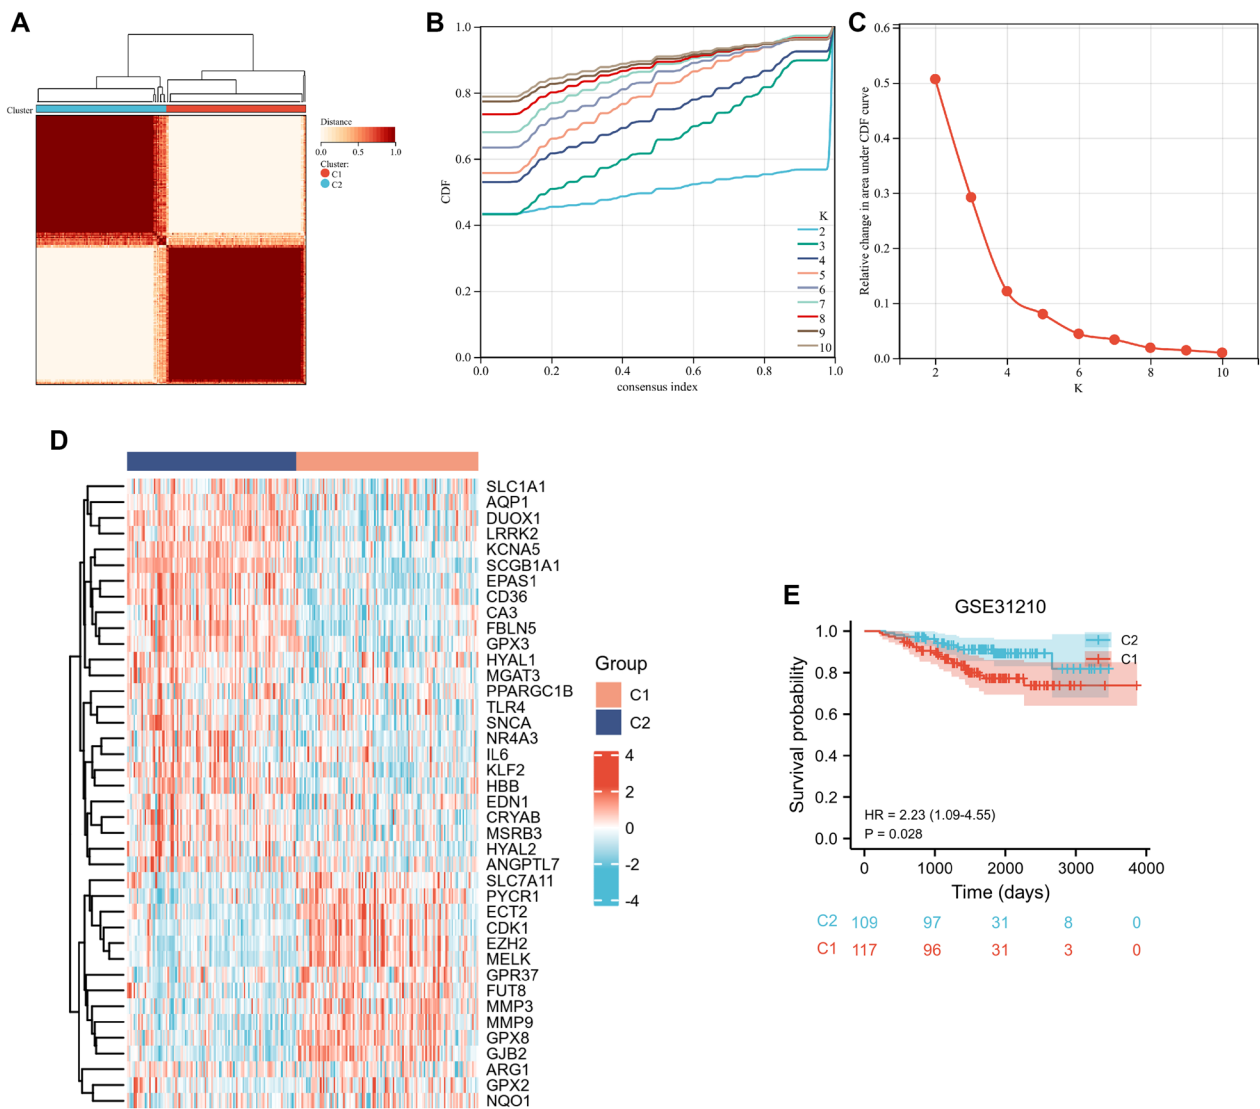 A
Cluster
Distance
0.0 0.5 1.0
Cluster:
C1
C2
B
CDF
1.0
0.8
0.6
0.4
0.2
0.0
0.0 0.2 0.4 0.6 0.8 1.0
consensus index
K
2
3
4
5
6
7
8
9
10
C
Relative change in area under CDF curve
0.6
0.5
0.4
0.3
0.2
0.1
0.0
2 4 6 8 10
K
D
SLC1A1
AQP1
DUOX1
LRRK2
KCNA5
SCGB1A1
EPAS1
CD36
CA3
FBLN5
GPX3
HYAL1
MGAT3
PPARGC1B
TLR4
SNCA
NR4A3
IL6
KLF2
HBB
EDN1
CRYAB
MSRB3
HYAL2
ANGPTL7
SLC7A11
PYCR1
ECT2
CDK1
EZH2
MELK
GPR37
FUT8
MMP3
MMP9
GPX8
GJB2
ARG1
GPX2
NQO1
Group
C1
C2
4
2
0
-2
-4
E
GSE31210
Survival probability
1.0
0.8
0.6
0.4
0.2
0.0
C2
C1
HR = 2.23 (1.09-4.55)
P = 0.028
0 1000 2000 3000 4000
Time (days)
C2 109 97 31 8 0
C1 117 96 31 3 0